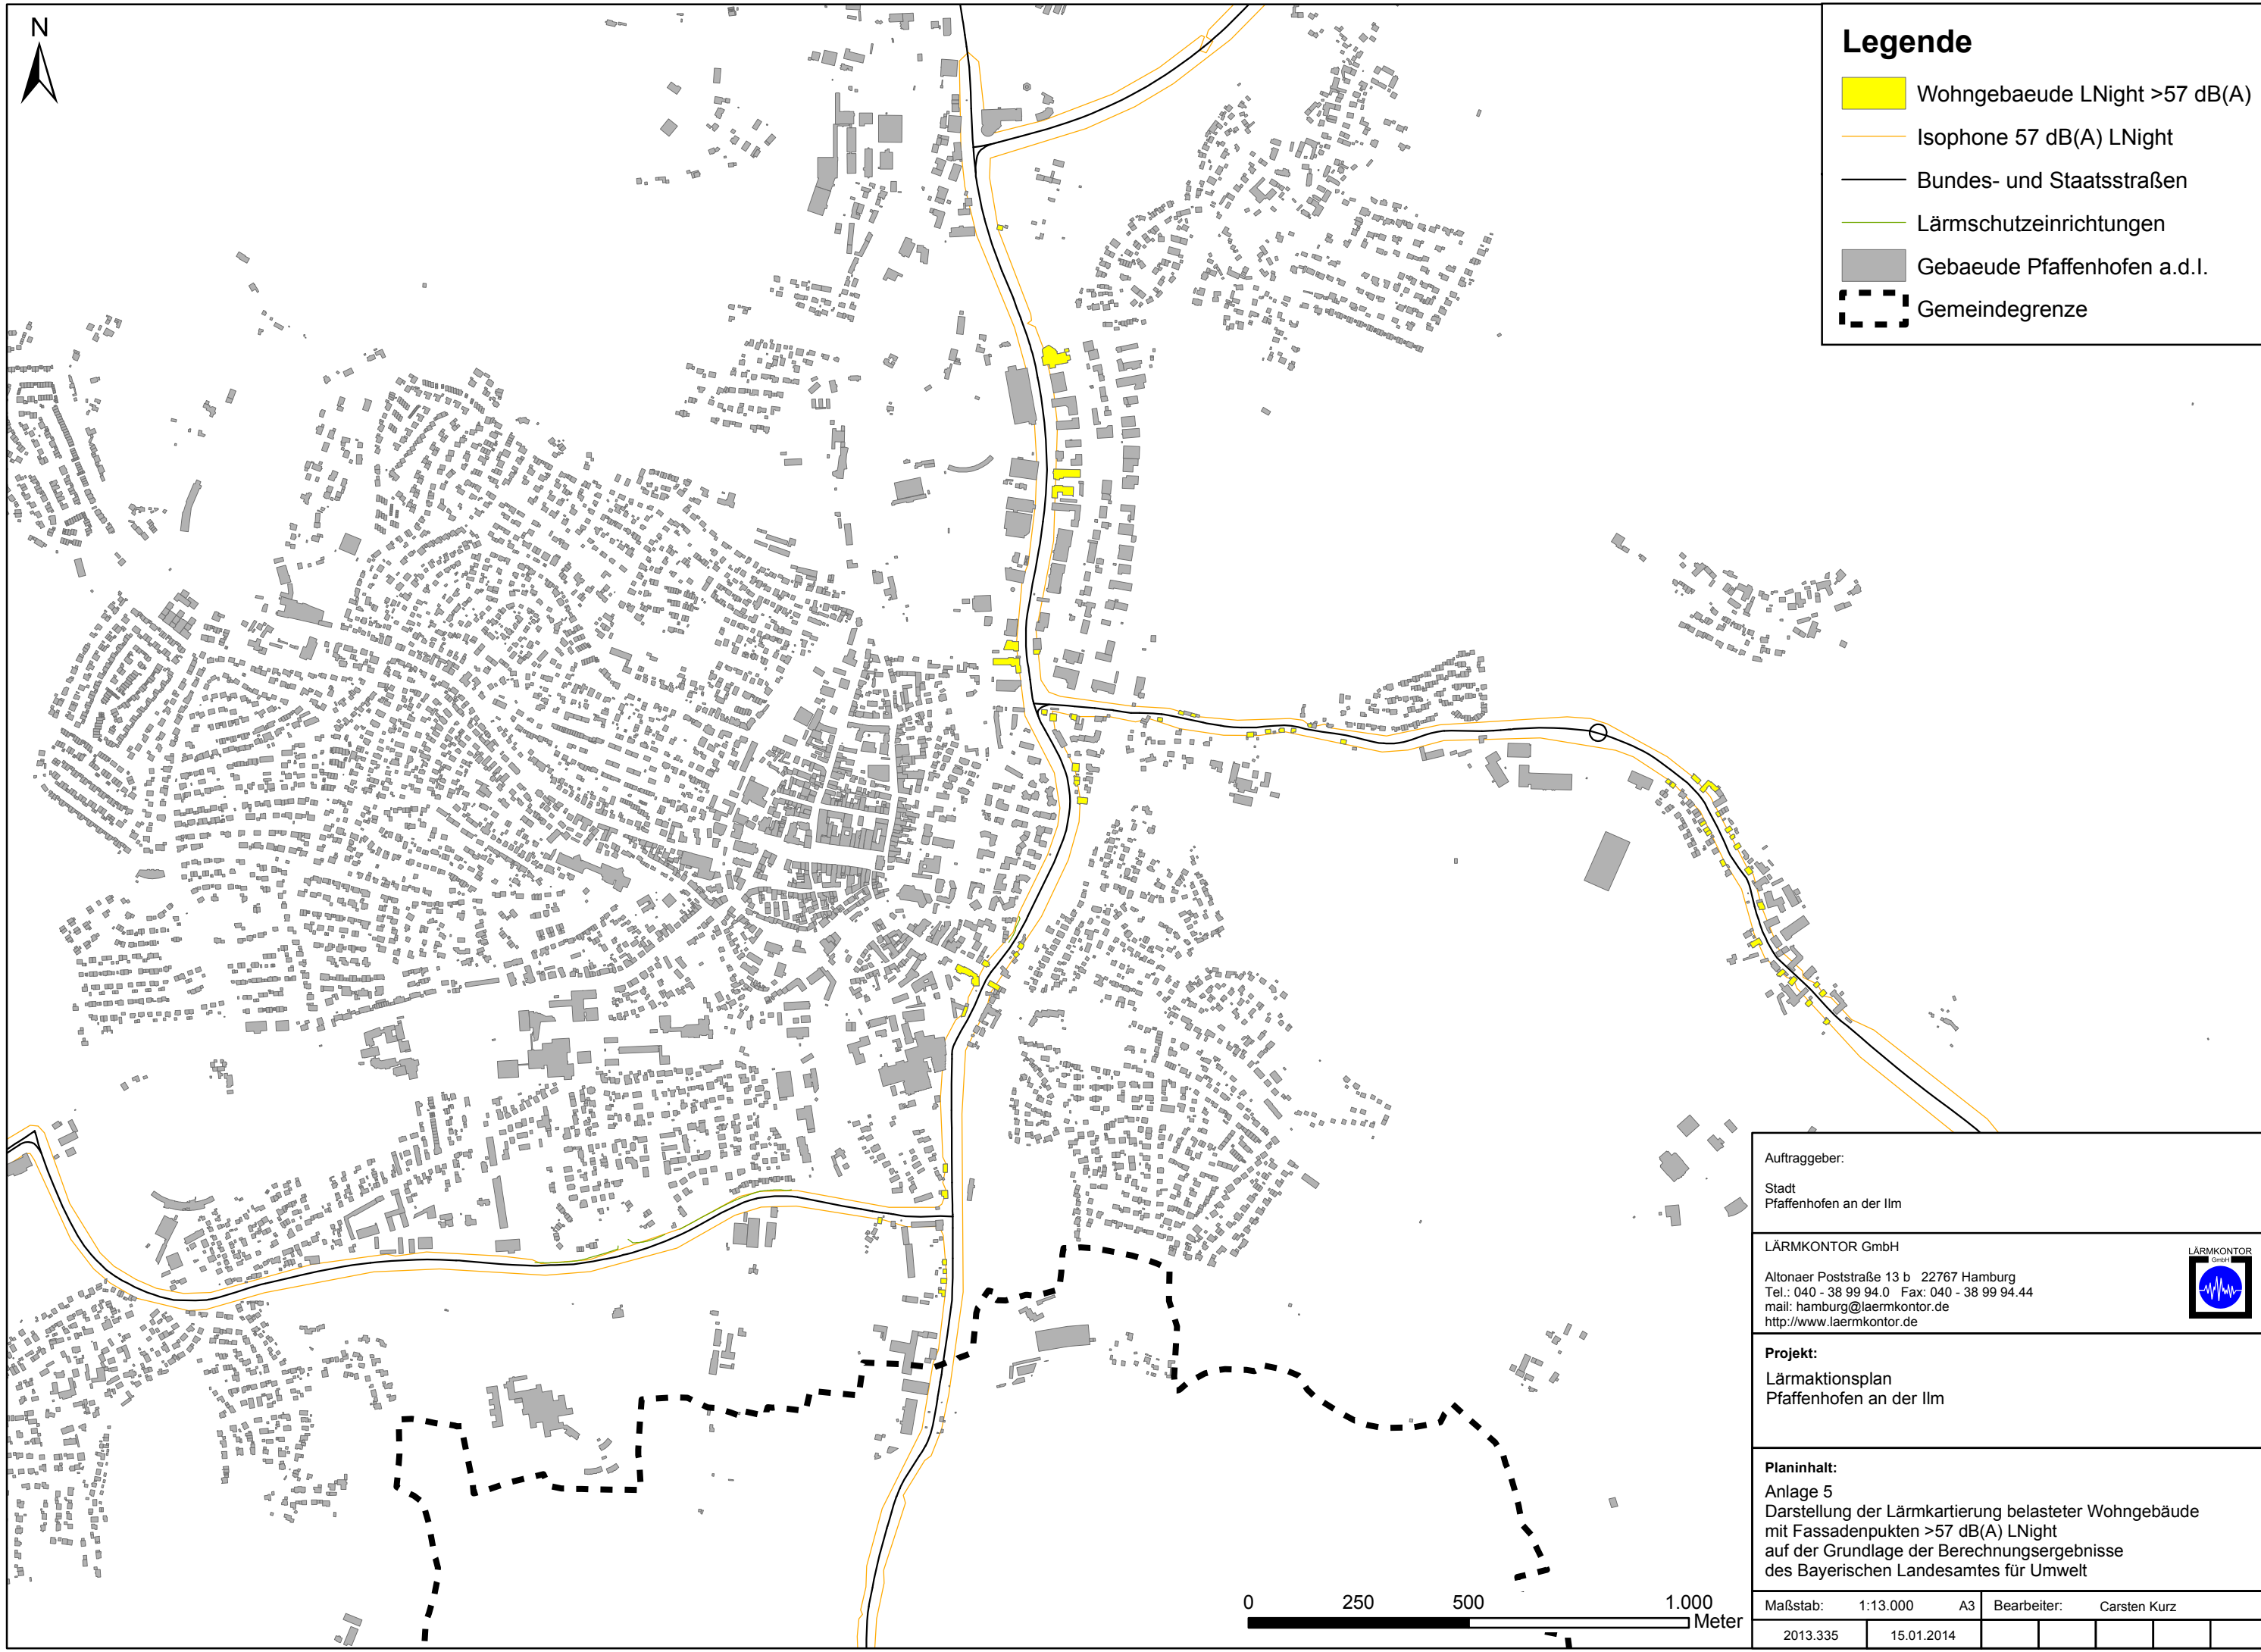 N
Legende
Wohngebaeude LNight >57 dB(A)
Isophone 57 dB(A) LNight
Bundes- und Staatsstraßen
Lärmschutzeinrichtungen
Gebaeude Pfaffenhofen a.d.I.
Gemeindegrenze
Auftraggeber:
Stadt
Pfaffenhofen an der Ilm
LÄRMKONTOR GmbH
Altonaer Poststraße 13 b 22767 Hamburg
Tel.: 040 - 38 99 94.0 Fax: 040 - 38 99 94.44
mail: hamburg@laermkontor.de
http://www.laermkontor.de
LÄRMKONTOR
GmbH
Projekt:
Lärmaktionsplan
Pfaffenhofen an der Ilm
Planinhalt:
Anlage 5
Darstellung der Lärmkartierung belasteter Wohngebäude
mit Fassadenpukten >57 dB(A) LNight
auf der Grundlage der Berechnungsergebnisse
des Bayerischen Landesamtes für Umwelt
0 250 500 1.000
Meter
Maßstab: 1:13.000 A3 Bearbeiter: Carsten Kurz
2013.335 15.01.2014